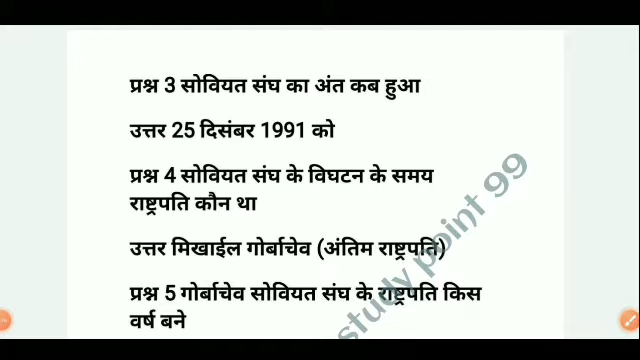 प्रश्न 3 सोवियत संघ का अंत कब हुआ
उत्तर 25 दिसंबर 1991 को
प्रश्न 4 सोवियत संघ के विघटन के समय
राष्ट्रपति कौन था
उत्तर मिखाईल गोर्बाचेव (अंतिम राष्ट्रपति)
प्रश्न 5 गोर्बाचेव सोवियत संघ के राष्ट्रपति किस
वर्ष बने
study point 99